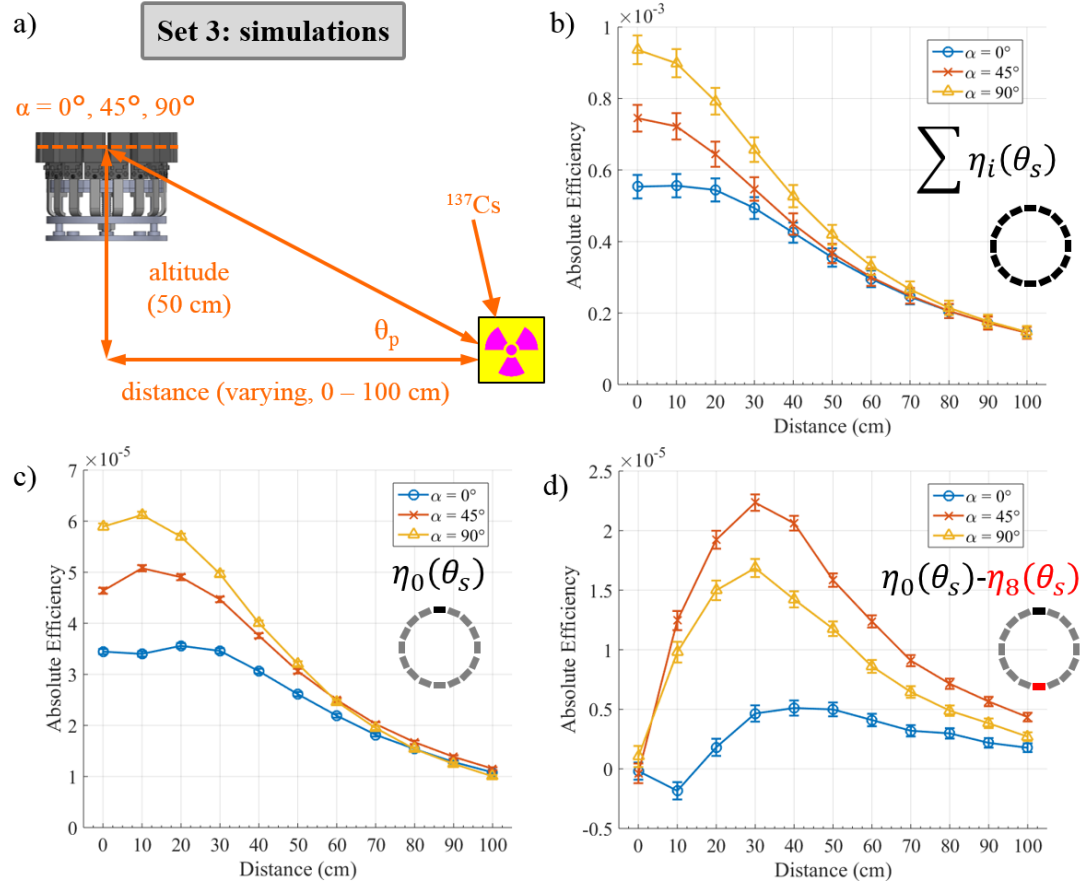 a)
Set 3: simulations
α = 0°, 45°, 90°
¹³⁷Cs
altitude
(50 cm)
θₚ
distance (varying, 0 – 100 cm)
b)
×10⁻³
1
0.8
0.6
0.4
0.2
0
Absolute Efficiency
α = 0°
α = 45°
α = 90°
∑ ηᵢ(θₛ)
0 10 20 30 40 50 60 70 80 90 100
Distance (cm)
c)
×10⁻⁵
7
6
5
4
3
2
1
0
Absolute Efficiency
α = 0°
α = 45°
α = 90°
η₀(θₛ)
0 10 20 30 40 50 60 70 80 90 100
Distance (cm)
d)
×10⁻⁵
2.5
2
1.5
1
0.5
0
-0.5
Absolute Efficiency
α = 0°
α = 45°
α = 90°
η₀(θₛ)-η₈(θₛ)
0 10 20 30 40 50 60 70 80 90 100
Distance (cm)